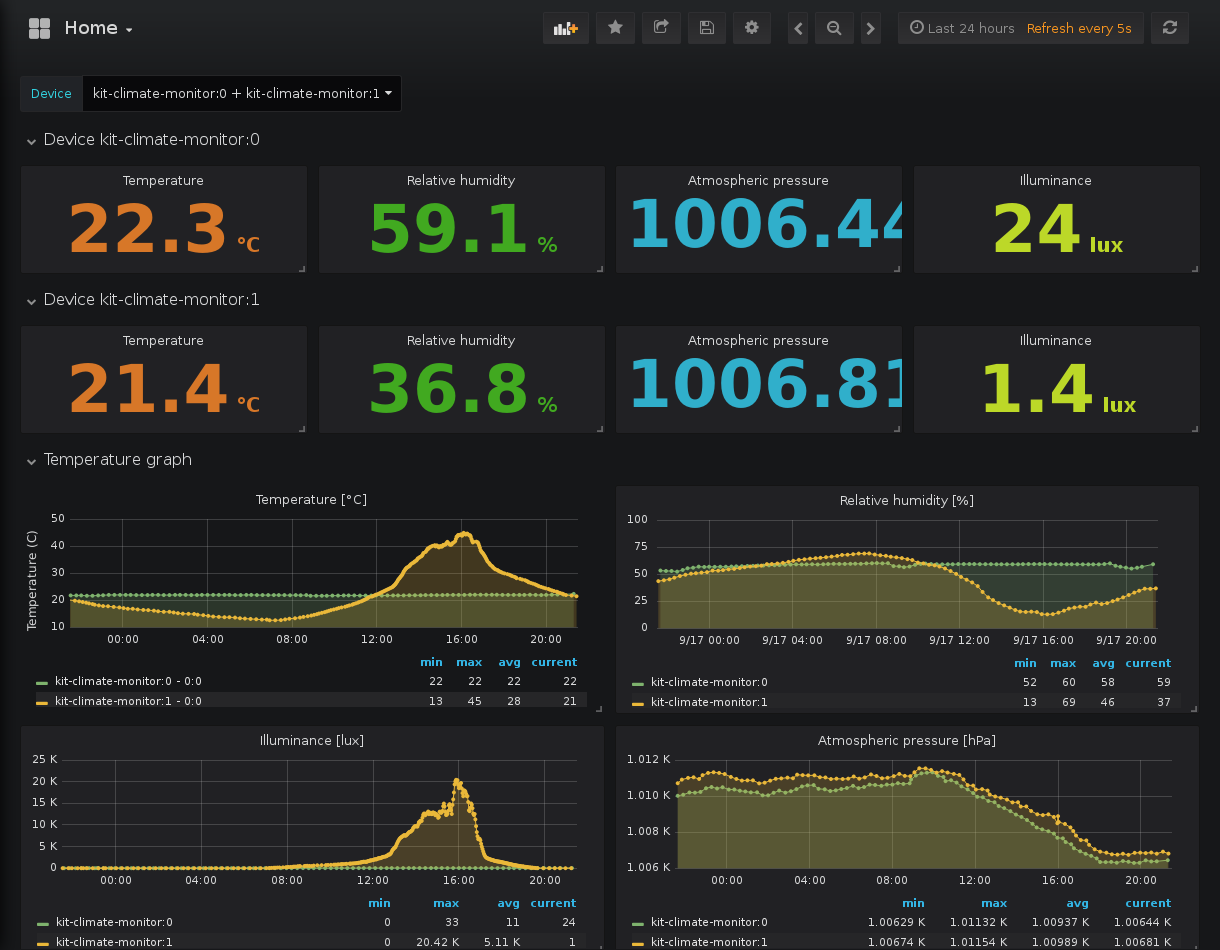 Home
Last 24 hours Refresh every 5s
Device kit-climate-monitor:0 + kit-climate-monitor:1
Device kit-climate-monitor:0
Temperature Relative humidity Atmospheric pressure Illuminance
22.3 °C 59.1 % 1006.44 24 lux
Device kit-climate-monitor:1
Temperature Relative humidity Atmospheric pressure Illuminance
21.4 °C 36.8 % 1006.81 1.4 lux
Temperature graph
Temperature [°C]
Temperature (C)
50
40
30
20
10
00:00 04:00 08:00 12:00 16:00 20:00
min max avg current
kit-climate-monitor:0 - 0:0 22 22 22 22
kit-climate-monitor:1 - 0:0 13 45 28 21
Relative humidity [%]
100
75
50
25
0
9/17 00:00 9/17 04:00 9/17 08:00 9/17 12:00 9/17 16:00 9/17 20:00
min max avg current
kit-climate-monitor:0 52 60 58 59
kit-climate-monitor:1 13 69 46 37
Illuminance [lux]
25 K
20 K
15 K
10 K
5 K
0
00:00 04:00 08:00 12:00 16:00 20:00
min max avg current
kit-climate-monitor:0 0 33 11 24
kit-climate-monitor:1 0 20.42 K 5.11 K 1
Atmospheric pressure [hPa]
1.012 K
1.010 K
1.008 K
1.006 K
00:00 04:00 08:00 12:00 16:00 20:00
min max avg current
kit-climate-monitor:0 1.00629 K 1.01132 K 1.00937 K 1.00644 K
kit-climate-monitor:1 1.00674 K 1.01154 K 1.00989 K 1.00681 K